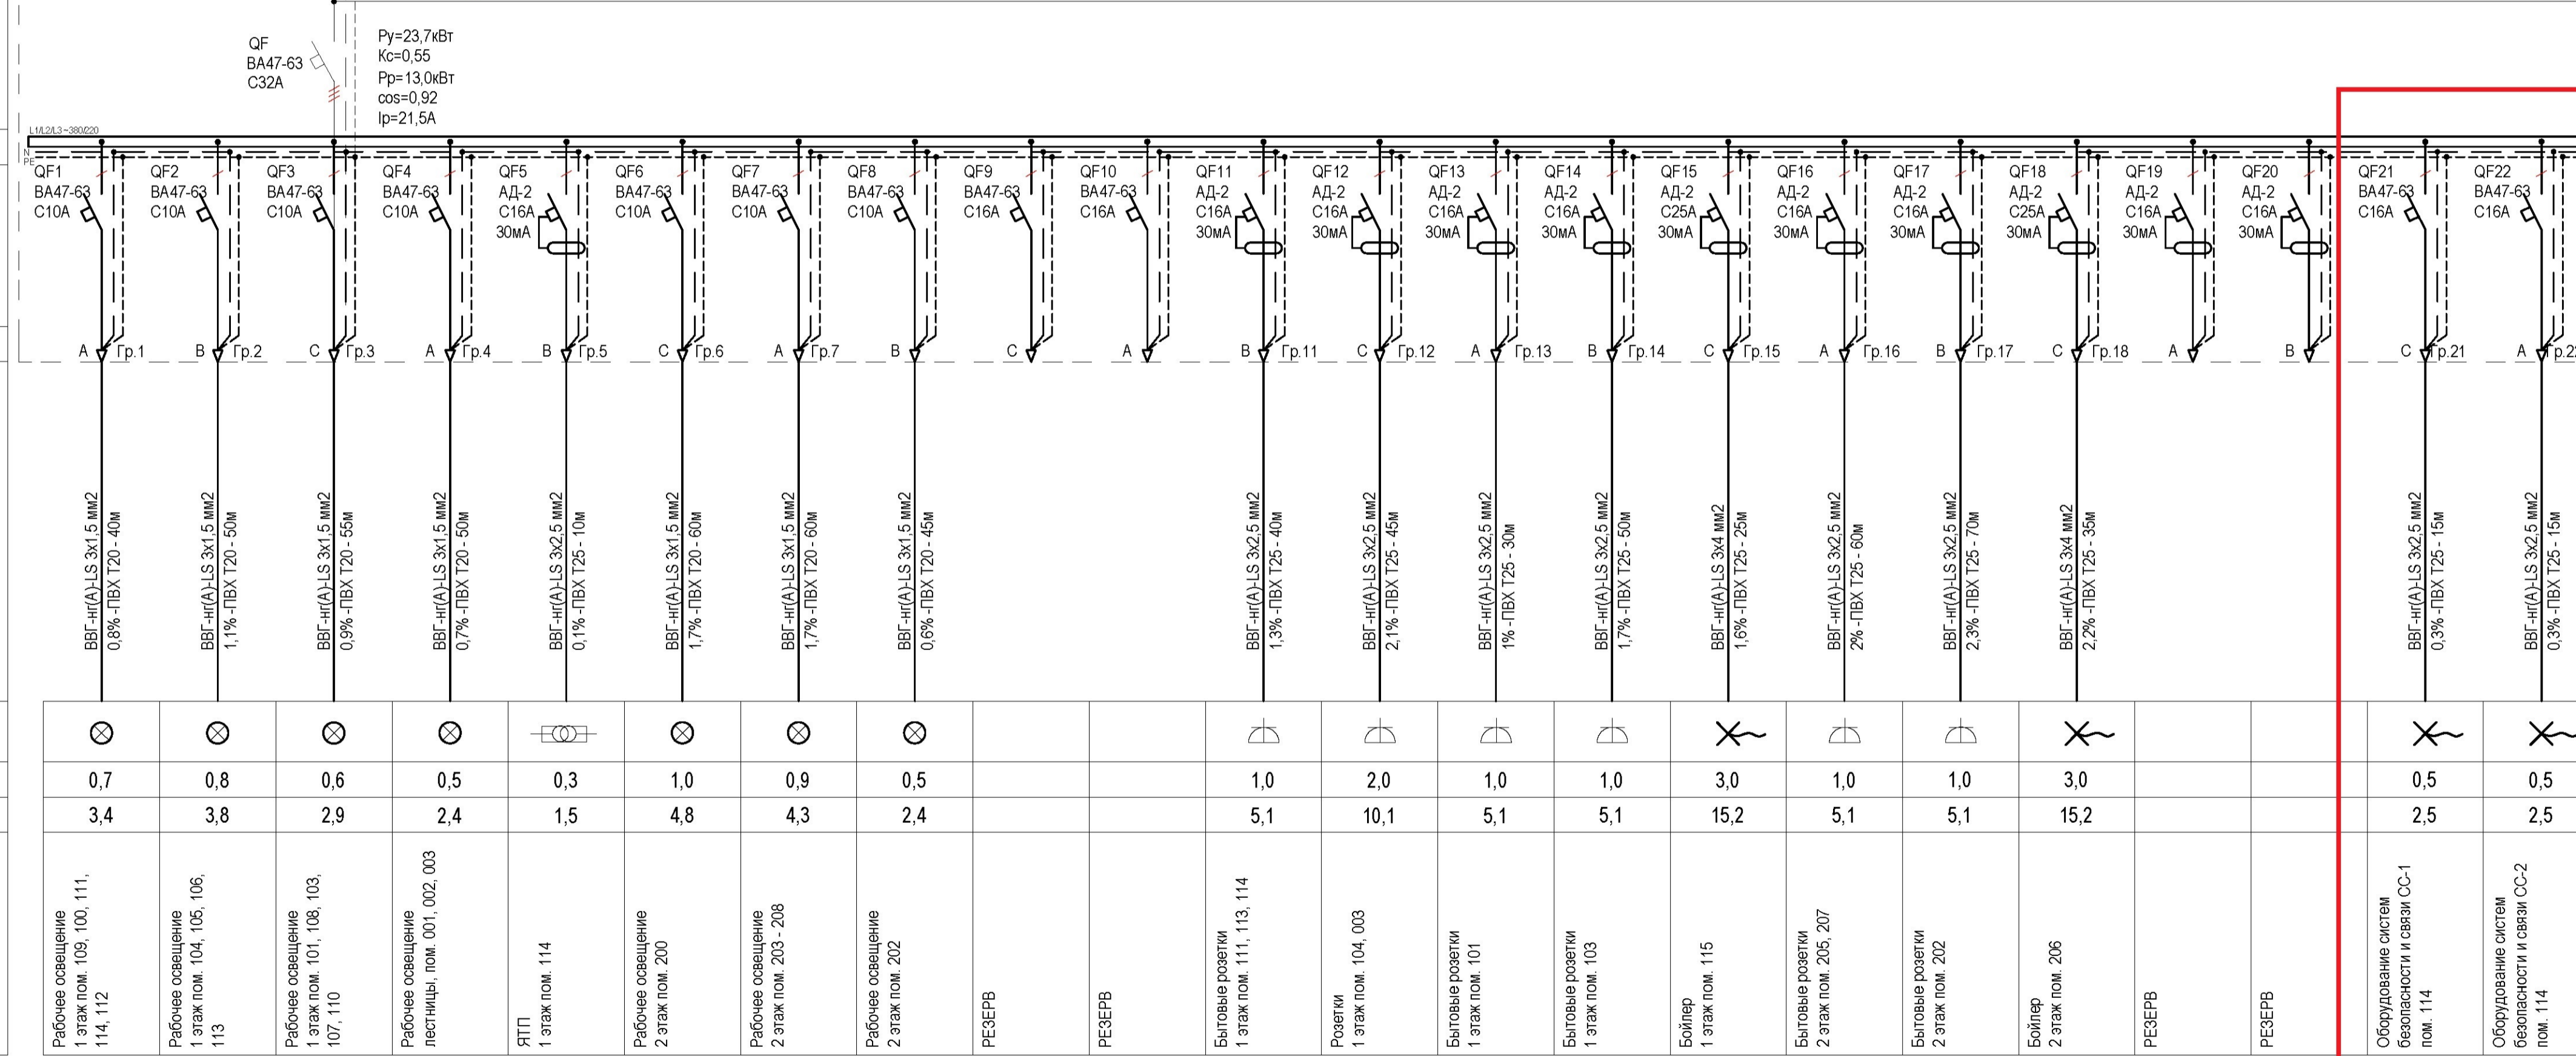 QF
ВА47-63
С32А
Ру=23,7кВт
Кс=0,55
Рр=13,0кВт
cos=0,92
Iр=21,5А
L1/L2/L3 ~380/220
N
PE
QF1
ВА47-63
С10А
QF2
ВА47-63
С10А
QF3
ВА47-63
С10А
QF4
ВА47-63
С10А
QF5
АД-2
С16А
30мА
QF6
ВА47-63
С10А
QF7
ВА47-63
С10А
QF8
ВА47-63
С10А
QF9
ВА47-63
С16А
QF10
ВА47-63
С16А
QF11
АД-2
С16А
30мА
QF12
АД-2
С16А
30мА
QF13
АД-2
С16А
30мА
QF14
АД-2
С16А
30мА
QF15
АД-2
С25А
30мА
QF16
АД-2
С16А
30мА
QF17
АД-2
С16А
30мА
QF18
АД-2
С25А
30мА
QF19
АД-2
С16А
30мА
QF20
АД-2
С16А
30мА
QF21
ВА47-63
С16А
QF22
ВА47-63
С16А
А Гр.1
В Гр.2
С Гр.3
А Гр.4
В Гр.5
С Гр.6
А Гр.7
В
С
А
В Гр.11
С Гр.12
А Гр.13
В Гр.14
С Гр.15
А Гр.16
В Гр.17
С Гр.18
А
В
С Гр.21
А
ВВГ-нг(А)-LS 3х1,5 мм2
0,8% -ПВХ Т20 - 40м
ВВГ-нг(А)-LS 3х1,5 мм2
1,1% -ПВХ Т20 - 50м
ВВГ-нг(А)-LS 3х1,5 мм2
0,9% -ПВХ Т20 - 55м
ВВГ-нг(А)-LS 3х1,5 мм2
0,7% -ПВХ Т20 - 50м
ВВГ-нг(А)-LS 3х2,5 мм2
0,1% -ПВХ Т25 - 10м
ВВГ-нг(А)-LS 3х1,5 мм2
1,7% -ПВХ Т20 - 60м
ВВГ-нг(А)-LS 3х1,5 мм2
1,7% -ПВХ Т20 - 60м
ВВГ-нг(А)-LS 3х1,5 мм2
0,6% -ПВХ Т20 - 45м
ВВГ-нг(А)-LS 3х2,5 мм2
1,3% -ПВХ Т25 - 40м
ВВГ-нг(А)-LS 3х2,5 мм2
2,1% -ПВХ Т25 - 45м
ВВГ-нг(А)-LS 3х2,5 мм2
1% -ПВХ Т25 - 30м
ВВГ-нг(А)-LS 3х2,5 мм2
1,7% -ПВХ Т25 - 50м
ВВГ-нг(А)-LS 3х4 мм2
1,6% -ПВХ Т25 - 25м
ВВГ-нг(А)-LS 3х2,5 мм2
2% -ПВХ Т25 - 60м
ВВГ-нг(А)-LS 3х2,5 мм2
2,3% -ПВХ Т25 - 70м
ВВГ-нг(А)-LS 3х4 мм2
2,2% -ПВХ Т25 - 35м
ВВГ-нг(А)-LS 3х2,5 мм2
0,3% -ПВХ Т25 - 15м
ВВГ-нг(А)-LS 3х2,5 мм2
0,3% -ПВХ Т25 - 15м
0,7 0,8 0,6 0,5 0,3 1,0 0,9 0,5 1,0 2,0 1,0 1,0 3,0 1,0 1,0 3,0 0,5 0,5
3,4 3,8 2,9 2,4 1,5 4,8 4,3 2,4 5,1 10,1 5,1 5,1 15,2 5,1 5,1 15,2 2,5 2,5
Рабочее освещение
1 этаж пом. 109, 100, 111,
114, 112
Рабочее освещение
1 этаж пом. 104, 105, 106,
113
Рабочее освещение
1 этаж пом. 101, 108, 103,
107, 110
Рабочее освещение
лестницы, пом. 001, 002, 003
ЯТП
1 этаж пом. 114
Рабочее освещение
2 этаж пом. 200
Рабочее освещение
2 этаж пом. 203 - 208
Рабочее освещение
2 этаж пом. 202
РЕЗЕРВ
РЕЗЕРВ
Бытовые розетки
1 этаж пом. 111, 113, 114
Розетки
1 этаж пом. 104, 003
Бытовые розетки
1 этаж пом. 101
Бытовые розетки
1 этаж пом. 103
Бойлер
1 этаж пом. 115
Бытовые розетки
2 этаж пом. 205, 207
Бытовые розетки
2 этаж пом. 202
Бойлер
2 этаж пом. 206
РЕЗЕРВ
РЕЗЕРВ
Оборудование систем
безопасности и связи СС-1
пом. 114
Оборудование систем
безопасности и связи СС-2
пом. 114